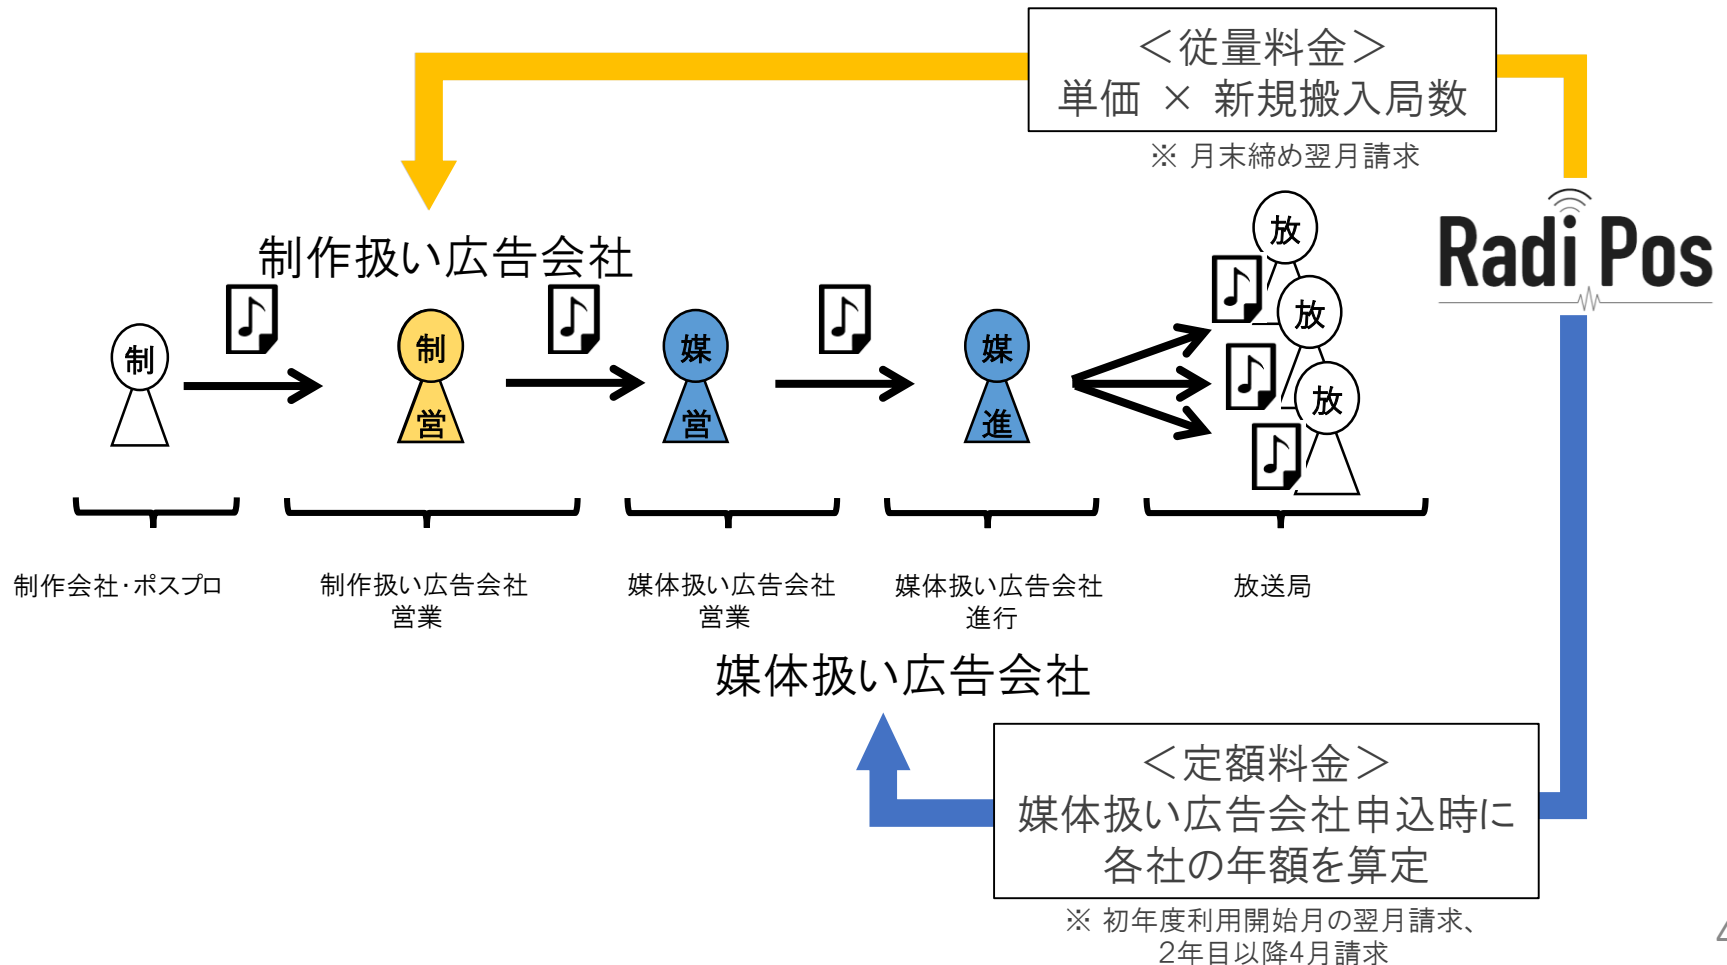 ＜従量料金＞
単価 × 新規搬入局数
※ 月末締め翌月請求
Radi Pos
制作扱い広告会社
制
制
営
媒
営
媒
進
放
放
放
制作会社・ポスプロ
制作扱い広告会社
営業
媒体扱い広告会社
営業
媒体扱い広告会社
進行
放送局
媒体扱い広告会社
＜定額料金＞
媒体扱い広告会社申込時に
各社の年額を算定
※ 初年度利用開始月の翌月請求、
2年目以降4月請求